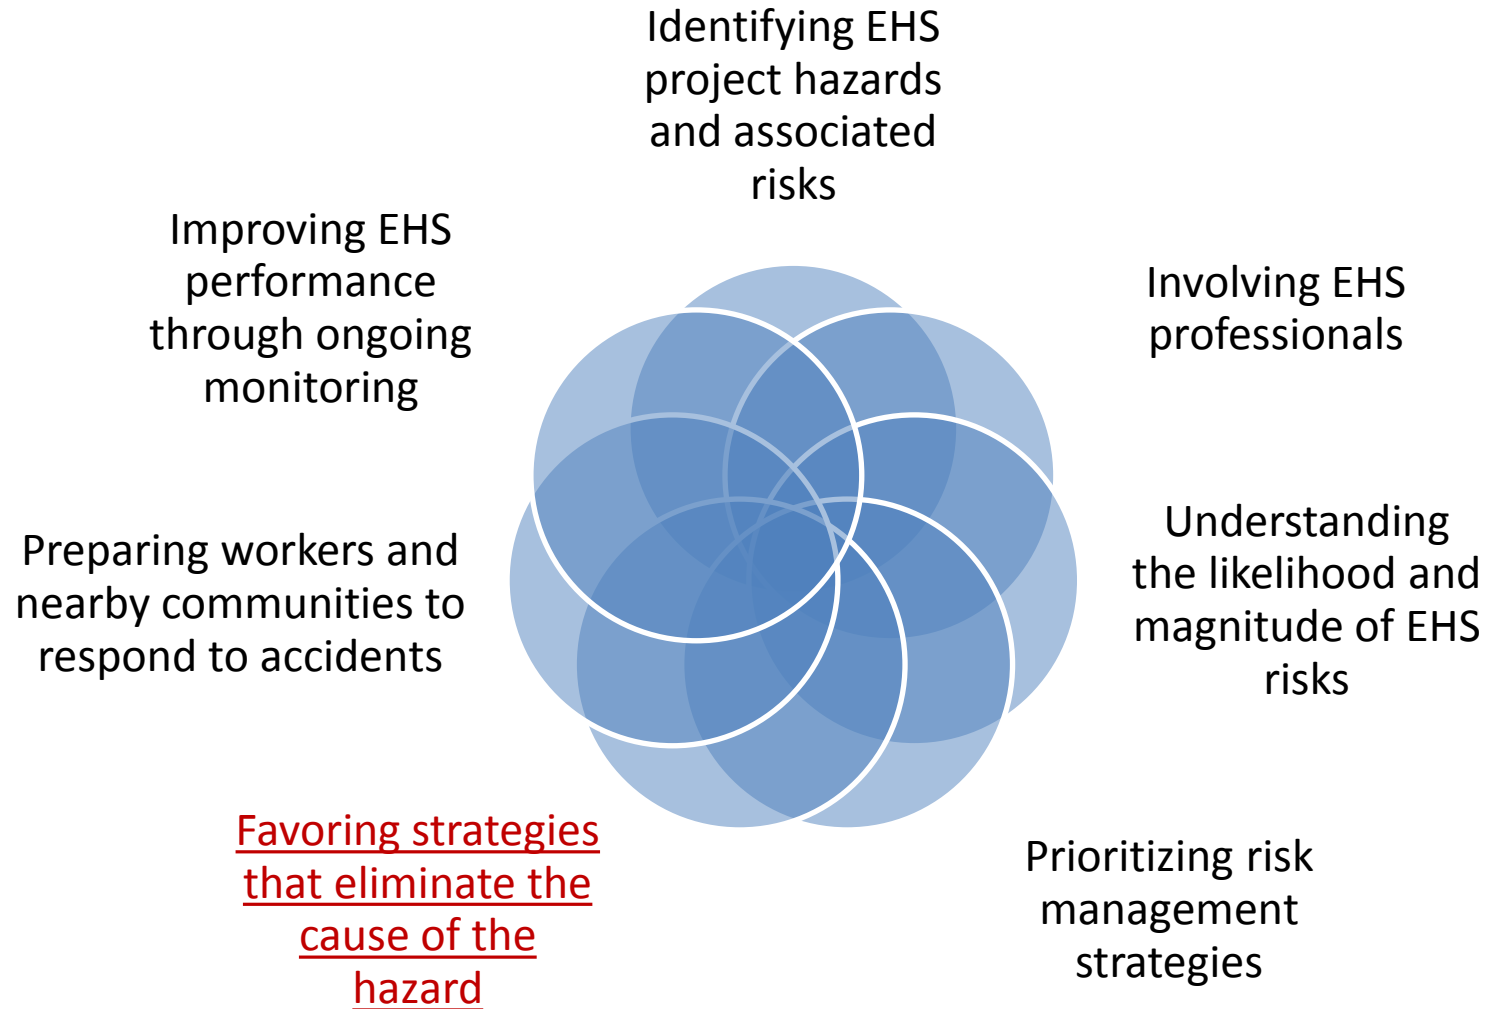 Identifying EHS
project hazards
and associated
risks
Involving EHS
professionals
Understanding
the likelihood and
magnitude of EHS
risks
Prioritizing risk
management
strategies
Favoring strategies
that eliminate the
cause of the
hazard
Preparing workers and
nearby communities to
respond to accidents
Improving EHS
performance
through ongoing
monitoring